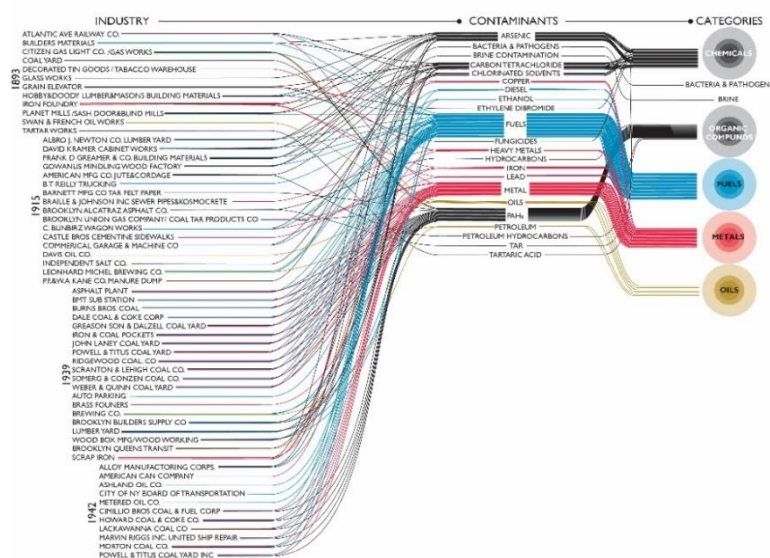 INDUSTRY
CONTAMINANTS
CATEGORIES
1893
ATLANTIC AVE RAILWAY CO.
BUILDERS MATERIALS
CITIZEN GAS LIGHT CO. /GAS WORKS
COAL YARD
DECORATED TIN GOODS/ TOBACCO WAREHOUSE
GLASS WORKS
GRAIN ELEVATOR
HOBBY&DOODY LUMBER&MASONS BUILDING MATERIALS
IRON FOUNDRY
PLANET MILLS /SASH DOOR&BLIND MILLS
SWAN & FRENCH OIL WORKS
TARTAR WORKS
1915
ALBRO J. NEWTON CO. LUMBER YARD
DAVID KRAMER CABINET WORKS
FRANK D GREAMER & CO. BUILDING MATERIALS
GOWANUS MINDLING WOOD FACTORY
AMERICAN MFG CO JUTE&CORDAGE
B.T REILLY TRUCKING
BARNETT MFG CO TAR FELT PAPER
BRAILLE & JOHNSON INC SEWER PIPES&KOSMOCRETE
BROOKLYN ALCATRAZ ASPHALT CO.
BROOKLYN UNION GAS COMPANY/ COAL TAR PRODUCTS CO
C. BUNBIRZ WAGON WORKS
CASTLE BROS CEMENTINE SIDEWALKS
COMMERICAL GARAGE & MACHINE CO
DAVIS OIL CO.
INDEPENDENT SALT CO.
LEONHARD MICHEL BREWING CO.
P.F.&W.A KANE CO. MANURE DUMP
1939
ASPHALT PLANT
BMT SUB STATION
BURNS BROS. COAL
DALE COAL & COKE CORP
GREASON SON & DALZELL COAL YARD
IRON & COAL POCKETS
JOHN LANEY COAL YARD
POWELL & TITUS COAL YARD
RIDGEWOOD COAL CO
SCRANTON & LEHIGH COAL CO.
SOMERG & CONZEN COAL CO.
WEBER & QUINN COAL YARD
AUTO PARKING
BRASS FOUNERS
BREWING CO.
BROOKLYN BUILDERS SUPPLY CO
LUMBER YARD
WOOD BOX MFG/WOOD WORKING
BROOKLYN QUEENS TRANSIT
SCRAP IRON
1942
ALLOY MANUFACTORING CORPS.
AMERICAN CAN COMPANY
ASHLAND OIL CO.
CITY OF NY BOARD OF TRANSPORTATION
METERED OIL CO.
CIMILLIO BROS COAL & FUEL CORP
HOWARD COAL & COKE CO.
LACKAWANNA COAL CO
MARVIN RIGGS INC. UNITED SHIP REPAIR
MORTON COAL CO.
POWELL & TITUS COAL YARD INC
ARSENIC
BACTERIA & PATHOGENS
BRINE CONTAMINATION
CARBON TETRACHLORIDE
CHLORINATED SOLVENTS
COPPER
DIESEL
ETHANOL
ETHYLENE DIBROMIDE
FUELS
FUNGICIDES
HEAVY METALS
HYDROCARBONS
IRON
LEAD
METAL
OILS
PAHs
PETROLEUM
PETROLEUM HYDROCARBONS
TAR
TARTARIC ACID
CHEMICALS
BACTERIA & PATHOGEN
BRINE
ORGANIC
COMPUNDS
FUELS
METALS
OILS